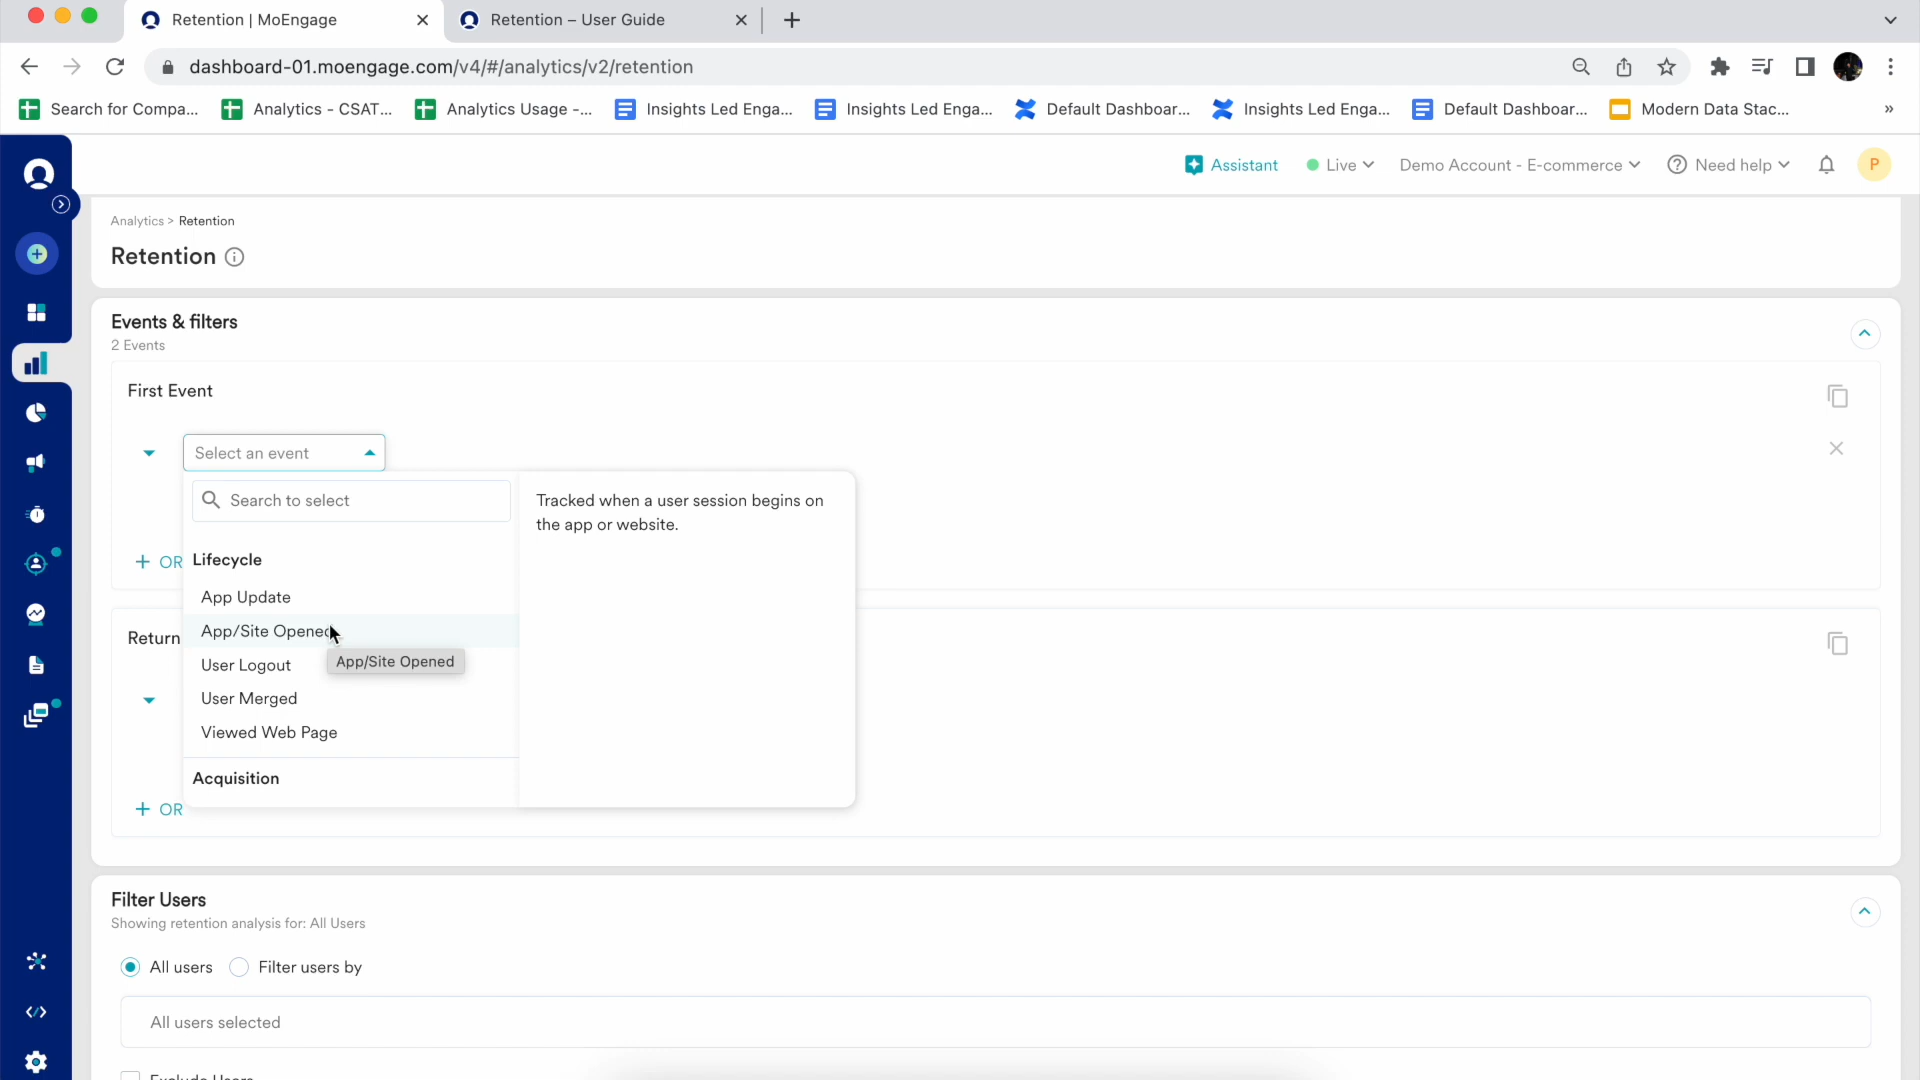 Retention | MoEngage
Retention – User Guide
dashboard-01.moengage.com/v4/#/analytics/v2/retention
Search for Compa...
Analytics - CSAT...
Analytics Usage -...
Insights Led Enga...
Insights Led Enga...
Default Dashboar...
Insights Led Enga...
Default Dashboar...
Modern Data Stac...
»
Assistant
Live
Demo Account - E-commerce
Need help
P
Analytics > Retention
Retention
Events & filters
2 Events
First Event
Select an event
Search to select
Tracked when a user session begins on
the app or website.
+ OR
Lifecycle
App Update
App/Site Opened
Return
User Logout
App/Site Opened
User Merged
Viewed Web Page
Acquisition
+ OR
Filter Users
Showing retention analysis for: All Users
All users
Filter users by
All users selected
Exclude Users